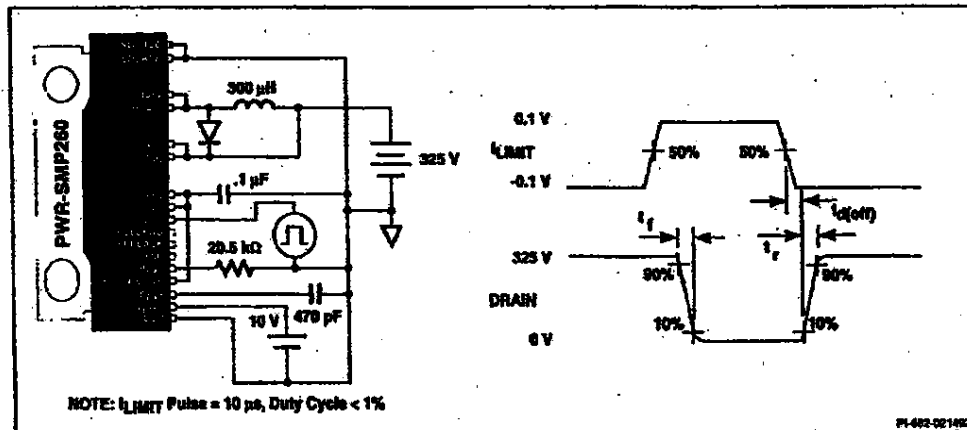 PWR-SMP260
300 µH
325 V
.1 µF
20.5 kΩ
470 pF
10 V
NOTE: ILIMIT Pulse = 10 µs, Duty Cycle < 1%
0.1 V
ILIMIT
-0.1 V
50%
50%
td(off)
tf
tr
325 V
90%
90%
DRAIN
10%
10%
0 V